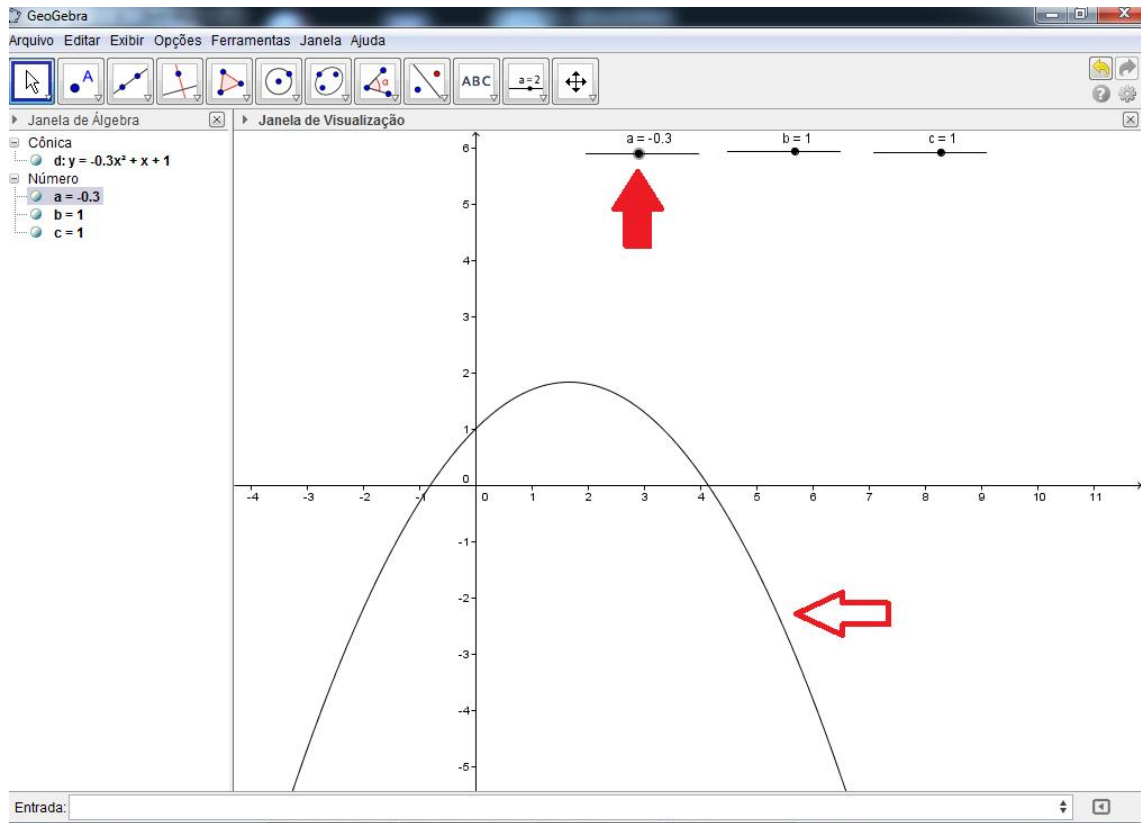 GeoGebra
Arquivo Editar Exibir Opções Ferramentas Janela Ajuda
A
α
ABC
a=2
Janela de Álgebra
Janela de Visualização
Cônica
d: y = -0.3x² + x + 1
Número
a = -0.3
b = 1
c = 1
a = -0.3
b = 1
c = 1
6
5
4
3
2
1
0
-4 -3 -2 -1 0 1 2 3 4 5 6 7 8 9 10 11
-1
-2
-3
-4
-5
Entrada: